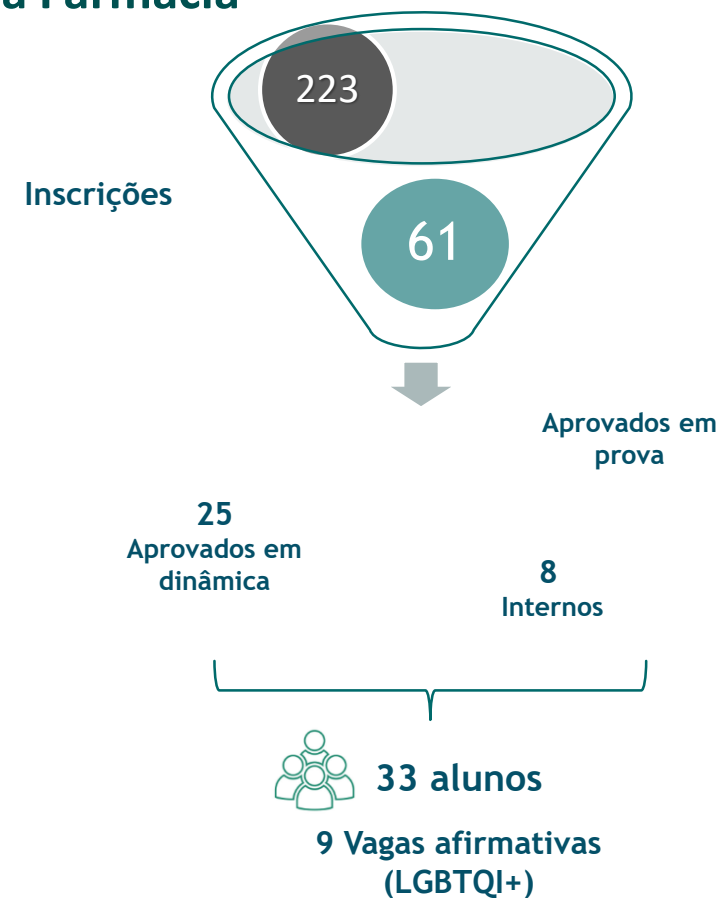 a Farmácia
223
Inscrições
61
Aprovados em
prova
25
Aprovados em
dinâmica
8
Internos
33 alunos
9 Vagas afirmativas
(LGBTQI+)